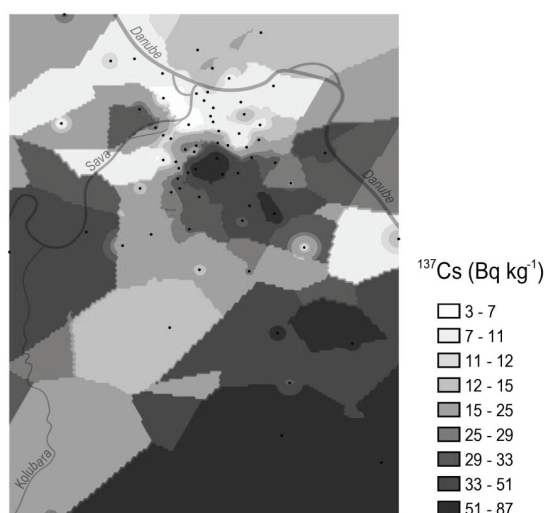 Danube
Sava
Danube
Kolubara
¹³⁷Cs (Bq kg⁻¹)
3 - 7
7 - 11
11 - 12
12 - 15
15 - 25
25 - 29
29 - 33
33 - 51
51 - 87